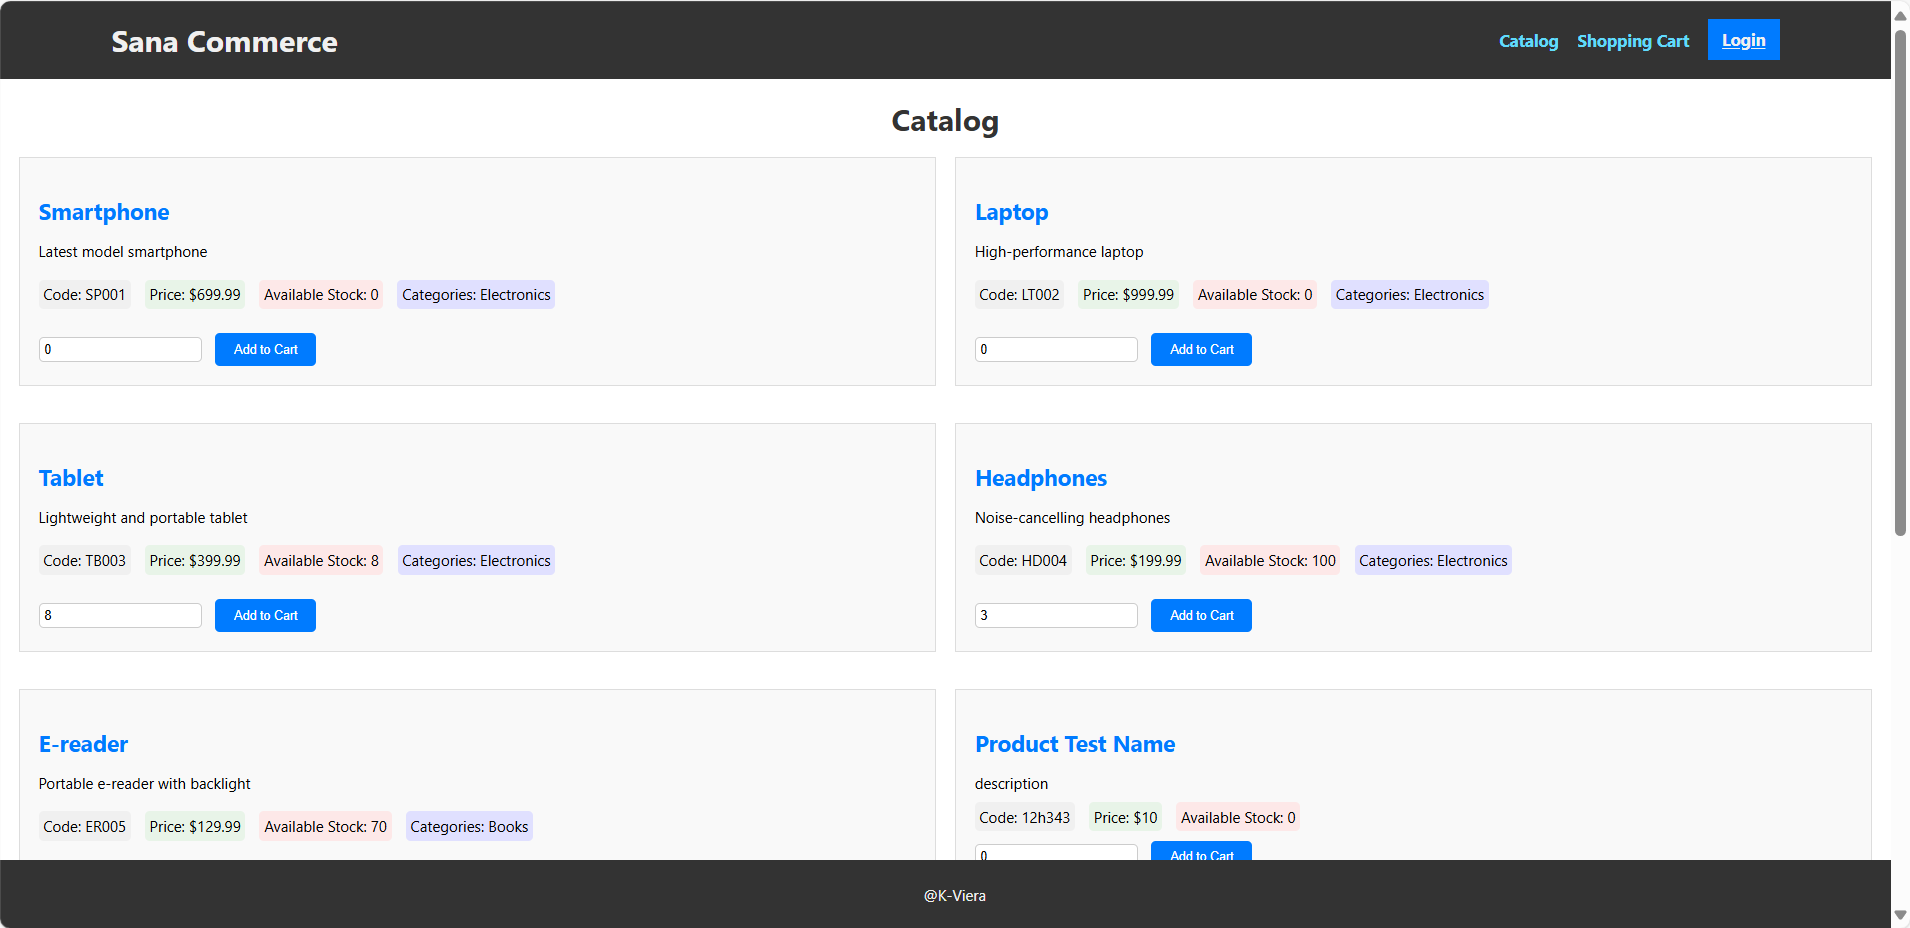 Sana Commerce
Catalog Shopping Cart Login
Catalog
Smartphone
Latest model smartphone
Code: SP001 Price: $699.99 Available Stock: 0 Categories: Electronics
0 Add to Cart
Laptop
High-performance laptop
Code: LT002 Price: $999.99 Available Stock: 0 Categories: Electronics
0 Add to Cart
Tablet
Lightweight and portable tablet
Code: TB003 Price: $399.99 Available Stock: 8 Categories: Electronics
8 Add to Cart
Headphones
Noise-cancelling headphones
Code: HD004 Price: $199.99 Available Stock: 100 Categories: Electronics
3 Add to Cart
E-reader
Portable e-reader with backlight
Code: ER005 Price: $129.99 Available Stock: 70 Categories: Books
Product Test Name
description
Code: 12h343 Price: $10 Available Stock: 0
0 Add to Cart
@K-Viera